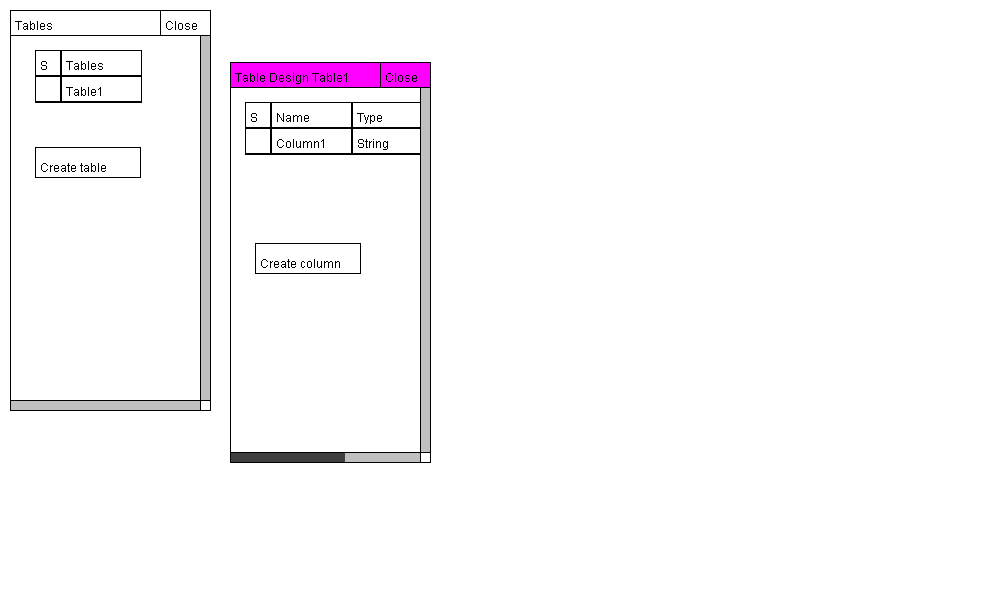 Tables Close
S Tables
Table1
Create table
Table Design Table1 Close
S Name Type
Column1 String
Create column